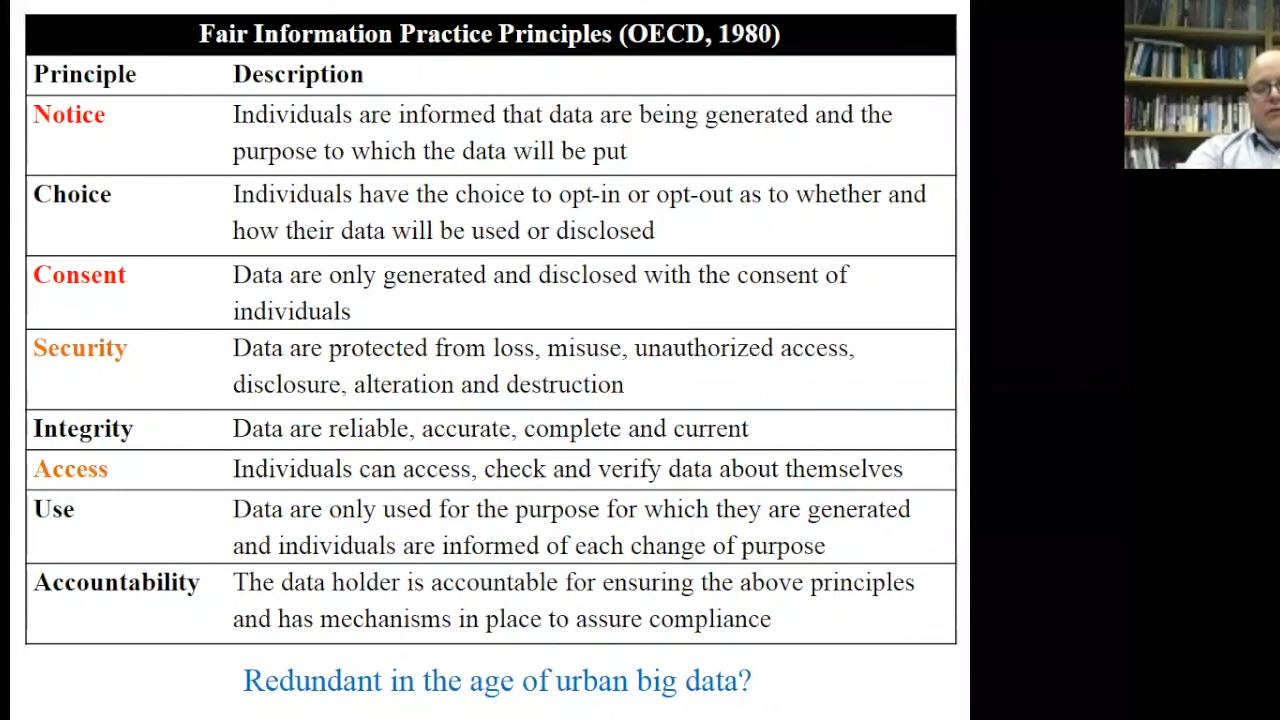 Fair Information Practice Principles (OECD, 1980)
Principle Description
Notice Individuals are informed that data are being generated and the
purpose to which the data will be put
Choice Individuals have the choice to opt-in or opt-out as to whether and
how their data will be used or disclosed
Consent Data are only generated and disclosed with the consent of
individuals
Security Data are protected from loss, misuse, unauthorized access,
disclosure, alteration and destruction
Integrity Data are reliable, accurate, complete and current
Access Individuals can access, check and verify data about themselves
Use Data are only used for the purpose for which they are generated
and individuals are informed of each change of purpose
Accountability The data holder is accountable for ensuring the above principles
and has mechanisms in place to assure compliance
Redundant in the age of urban big data?